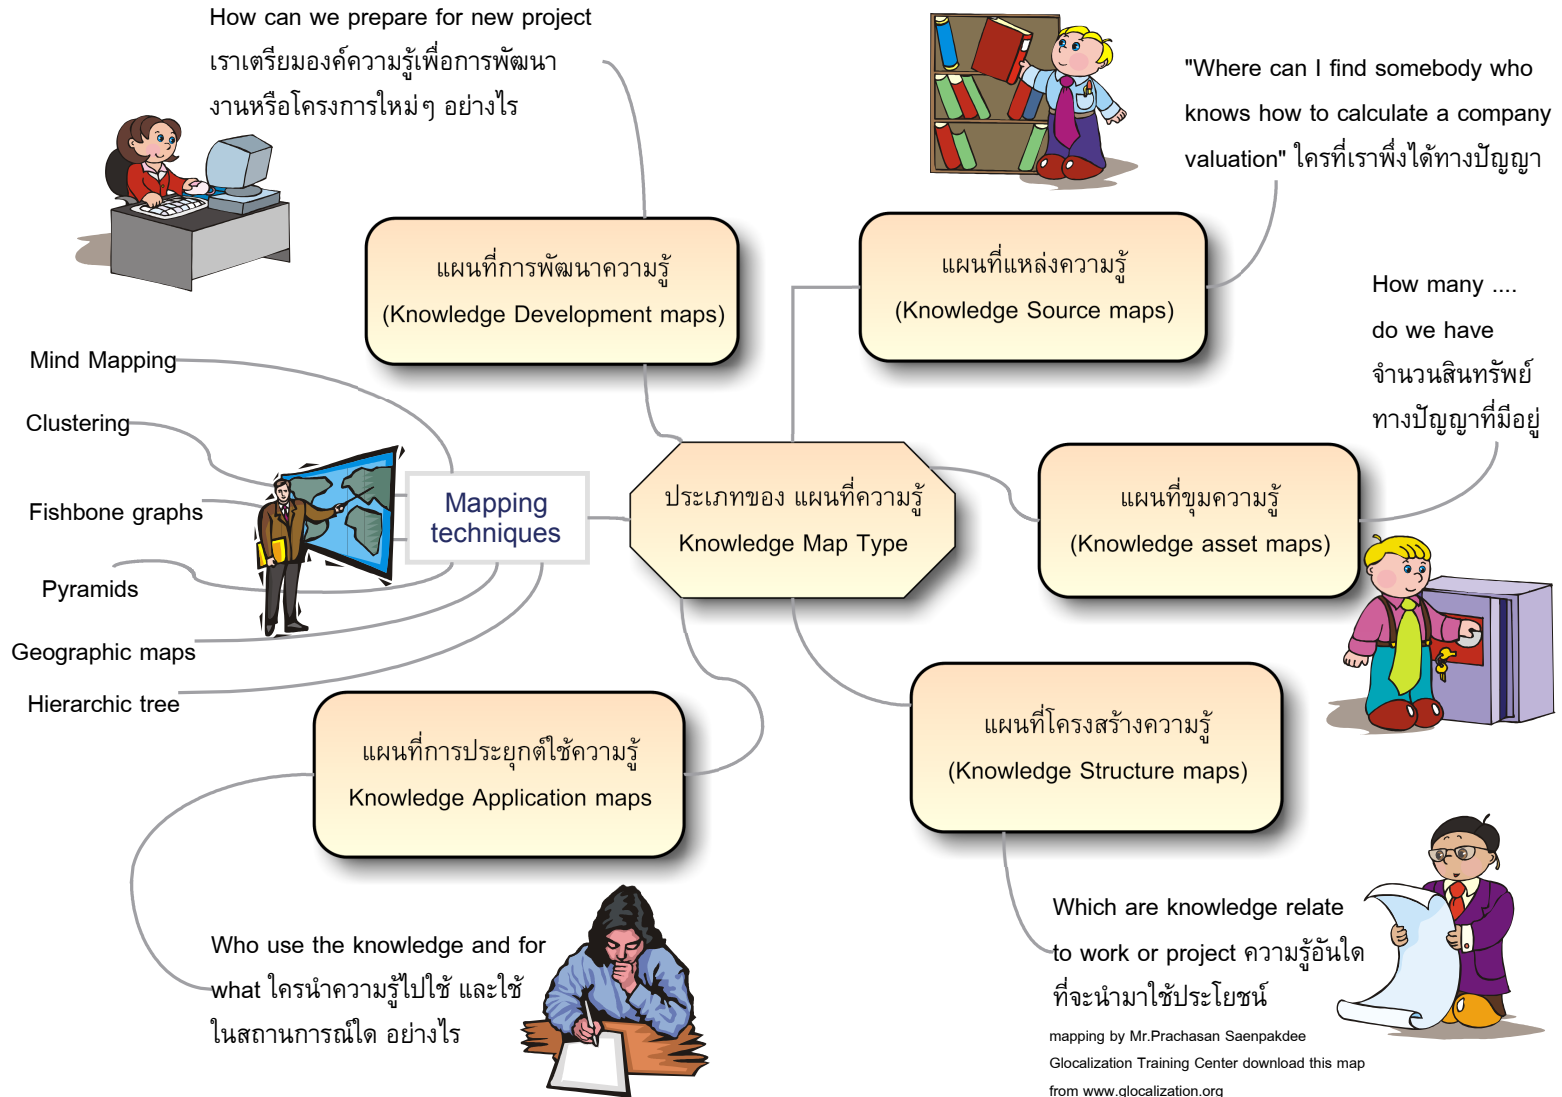 How can we prepare for new project
เราเตรียมองค์ความรู้เพื่อการพัฒนา
งานหรือโครงการใหม่ๆ อย่างไร
"Where can I find somebody who
knows how to calculate a company
valuation" ใครที่เราพึ่งได้ทางปัญญา
แผนที่การพัฒนาความรู้
(Knowledge Development maps)
แผนที่แหล่งความรู้
(Knowledge Source maps)
How many ....
do we have
จำนวนสินทรัพย์
ทางปัญญาที่มีอยู่
Mind Mapping
Clustering
Fishbone graphs
Pyramids
Geographic maps
Hierarchic tree
Mapping
techniques
ประเภทของ แผนที่ความรู้
Knowledge Map Type
แผนที่ขุมความรู้
(Knowledge asset maps)
แผนที่การประยุกต์ใช้ความรู้
Knowledge Application maps
แผนที่โครงสร้างความรู้
(Knowledge Structure maps)
Who use the knowledge and for
what ใครนำความรู้ไปใช้ และใช้
ในสถานการณ์ใด อย่างไร
Which are knowledge relate
to work or project ความรู้อันใด
ที่จะนำมาใช้ประโยชน์
mapping by Mr.Prachasan Saenpakdee
Glocalization Training Center download this map
from www.glocalization.org